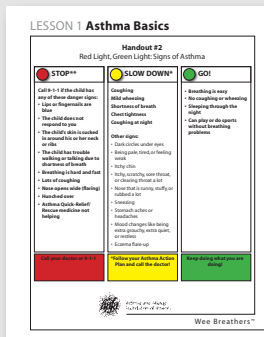 LESSON 1 Asthma Basics
Handout #2
Red Light, Green Light: Signs of Asthma
STOP**
Call 9-1-1 if the child has
any of these danger signs:
• Lips or fingernails are
blue
• The child does not
respond to you
• The child's skin is sucked
in around his or her neck
or ribs
• The child has trouble
walking or talking due to
shortness of breath
• Breathing is hard and fast
• Lots of coughing
• Nose opens wide (flaring)
• Hunched over
• Asthma Quick-Relief/
Rescue medicine not
helping
Call your doctor or 9-1-1
SLOW DOWN*
Coughing
Mild wheezing
Shortness of breath
Chest tightness
Coughing at night
Other signs:
• Dark circles under eyes
• Being pale, tired, or feeling
weak
• Itchy chin
• Itchy, scratchy, sore throat,
or clearing throat a lot
• Nose that is runny, stuffy, or
rubbed a lot
• Sneezing
• Stomach aches or
headaches
• Mood changes like being
extra grouchy, extra quiet,
or restless
• Eczema flare-up
*Follow your Asthma Action
Plan and call the doctor!
GO!
• Breathing is easy
• No coughing or wheezing
• Sleeping through the
night
• Can play or do sports
without breathing
problems
Keep doing what you are
doing!
Asthma and Allergy
Foundation of America
Wee Breathers™